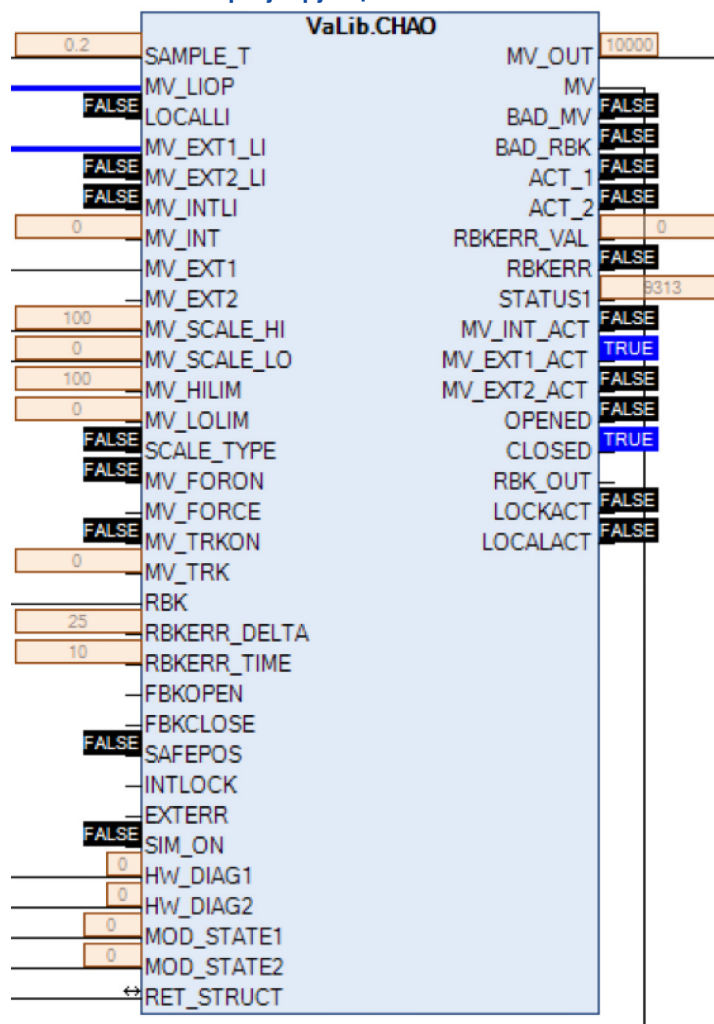 VaLib.CHAO
0.2 SAMPLE_T MV_OUT 10000
MV_LIOP MV
FALSE LOCALLI BAD_MV FALSE
MV_EXT1_LI BAD_RBK FALSE
FALSE MV_EXT2_LI ACT_1 FALSE
FALSE MV_INTLI ACT_2 FALSE
0 MV_INT RBKERR_VAL 0
MV_EXT1 RBKERR FALSE
MV_EXT2 STATUS1 9313
100 MV_SCALE_HI MV_INT_ACT FALSE
0 MV_SCALE_LO MV_EXT1_ACT TRUE
100 MV_HILIM MV_EXT2_ACT FALSE
0 MV_LOLIM OPENED FALSE
FALSE SCALE_TYPE CLOSED TRUE
FALSE MV_FORON RBK_OUT
MV_FORCE LOCKACT FALSE
FALSE MV_TRKON LOCALACT FALSE
0 MV_TRK
RBK
25 RBKERR_DELTA
10 RBKERR_TIME
FBKOPEN
FBKCLOSE
FALSE SAFEPOS
INTLOCK
EXTERR
FALSE SIM_ON
0 HW_DIAG1
0 HW_DIAG2
0 MOD_STATE1
0 MOD_STATE2
RET_STRUCT